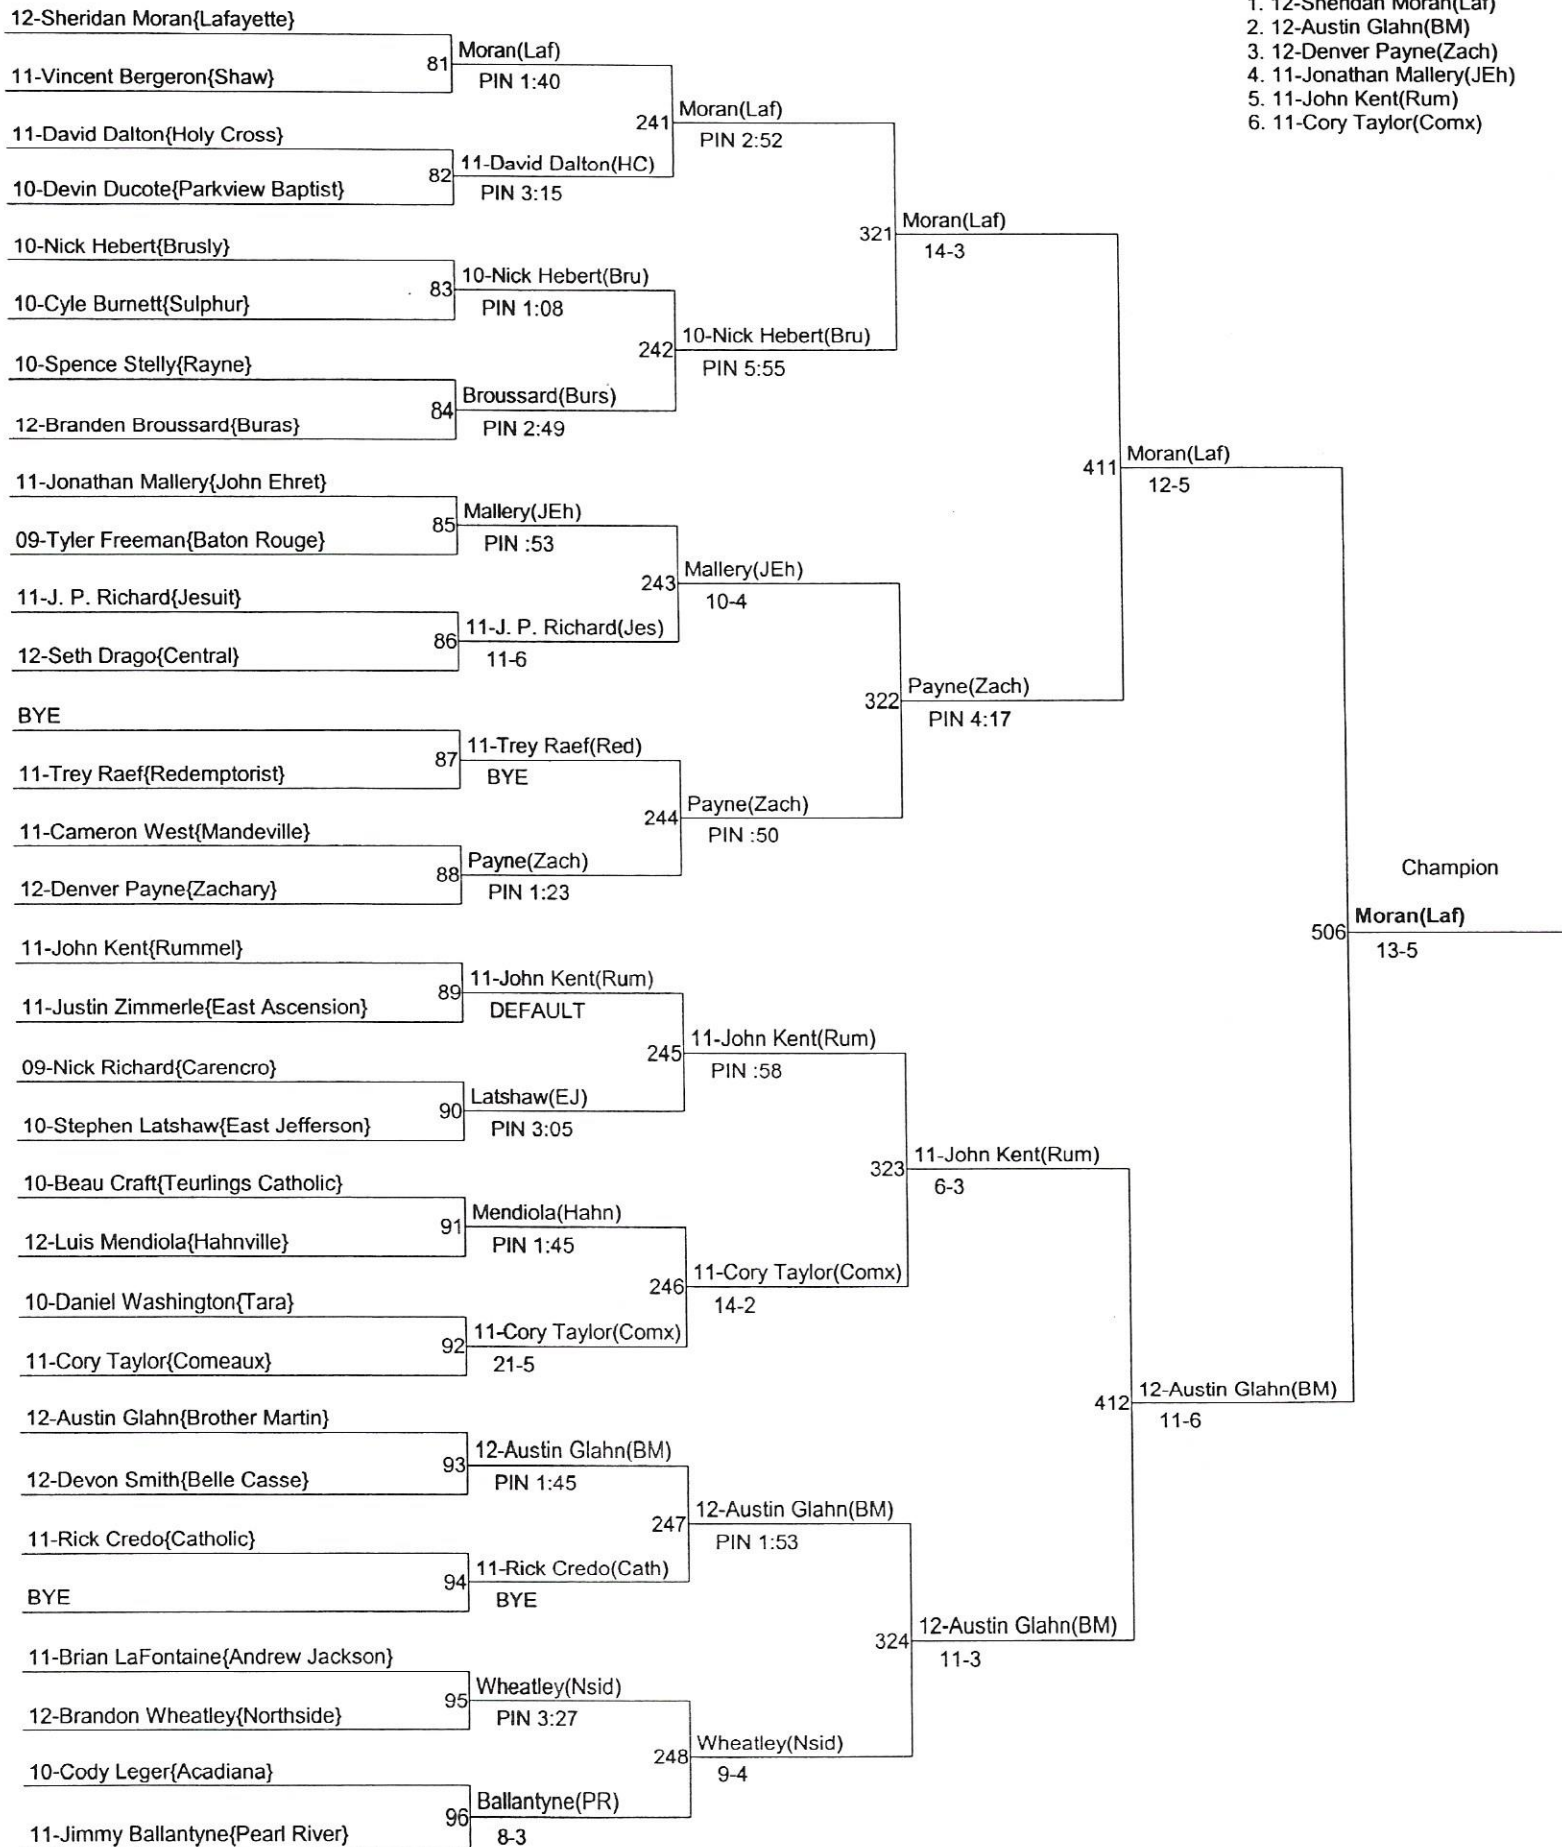 12-Sheridan Moran{Lafayette}
11-Vincent Bergeron{Shaw}
11-David Dalton{Holy Cross}
10-Devin Ducote{Parkview Baptist}
10-Nick Hebert{Brusly}
10-Cyle Burnett{Sulphur}
10-Spence Stelly{Rayne}
12-Branden Broussard{Buras}
11-Jonathan Mallery{John Ehret}
09-Tyler Freeman{Baton Rouge}
11-J. P. Richard{Jesuit}
12-Seth Drago{Central}
BYE
11-Trey Raef{Redemptorist}
11-Cameron West{Mandeville}
12-Denver Payne{Zachary}
11-John Kent{Rummel}
11-Justin Zimmerle{East Ascension}
09-Nick Richard{Carencro}
10-Stephen Latshaw{East Jefferson}
10-Beau Craft{Teurlings Catholic}
12-Luis Mendiola{Hahnville}
10-Daniel Washington{Tara}
11-Cory Taylor{Comeaux}
12-Austin Glahn{Brother Martin}
12-Devon Smith{Belle Casse}
11-Rick Credo{Catholic}
BYE
11-Brian LaFontaine{Andrew Jackson}
12-Brandon Wheatley{Northside}
10-Cody Leger{Acadiana}
11-Jimmy Ballantyne{Pearl River}
81 Moran(Laf)
PIN 1:40
82 11-David Dalton(HC)
PIN 3:15
83 10-Nick Hebert(Bru)
PIN 1:08
84 Broussard(Burs)
PIN 2:49
85 Mallery(JEh)
PIN :53
86 11-J. P. Richard(Jes)
11-6
87 11-Trey Raef(Red)
BYE
88 Payne(Zach)
PIN 1:23
89 11-John Kent(Rum)
DEFAULT
90 Latshaw(EJ)
PIN 3:05
91 Mendiola(Hahn)
PIN 1:45
92 11-Cory Taylor(Comx)
21-5
93 12-Austin Glahn(BM)
PIN 1:45
94 11-Rick Credo(Cath)
BYE
95 Wheatley(Nsid)
PIN 3:27
96 Ballantyne(PR)
8-3
241 Moran(Laf)
PIN 2:52
242 10-Nick Hebert(Bru)
PIN 5:55
243 Mallery(JEh)
10-4
244 Payne(Zach)
PIN :50
245 11-John Kent(Rum)
PIN :58
246 11-Cory Taylor(Comx)
14-2
247 12-Austin Glahn(BM)
PIN 1:53
248 Wheatley(Nsid)
9-4
321 Moran(Laf)
14-3
322 Payne(Zach)
PIN 4:17
323 11-John Kent(Rum)
6-3
324 12-Austin Glahn(BM)
11-3
411 Moran(Laf)
12-5
412 12-Austin Glahn(BM)
11-6
Champion
506 Moran(Laf)
13-5
1. 12-Sheridan Moran(Laf)
2. 12-Austin Glahn(BM)
3. 12-Denver Payne(Zach)
4. 11-Jonathan Mallery(JEh)
5. 11-John Kent(Rum)
6. 11-Cory Taylor(Comx)